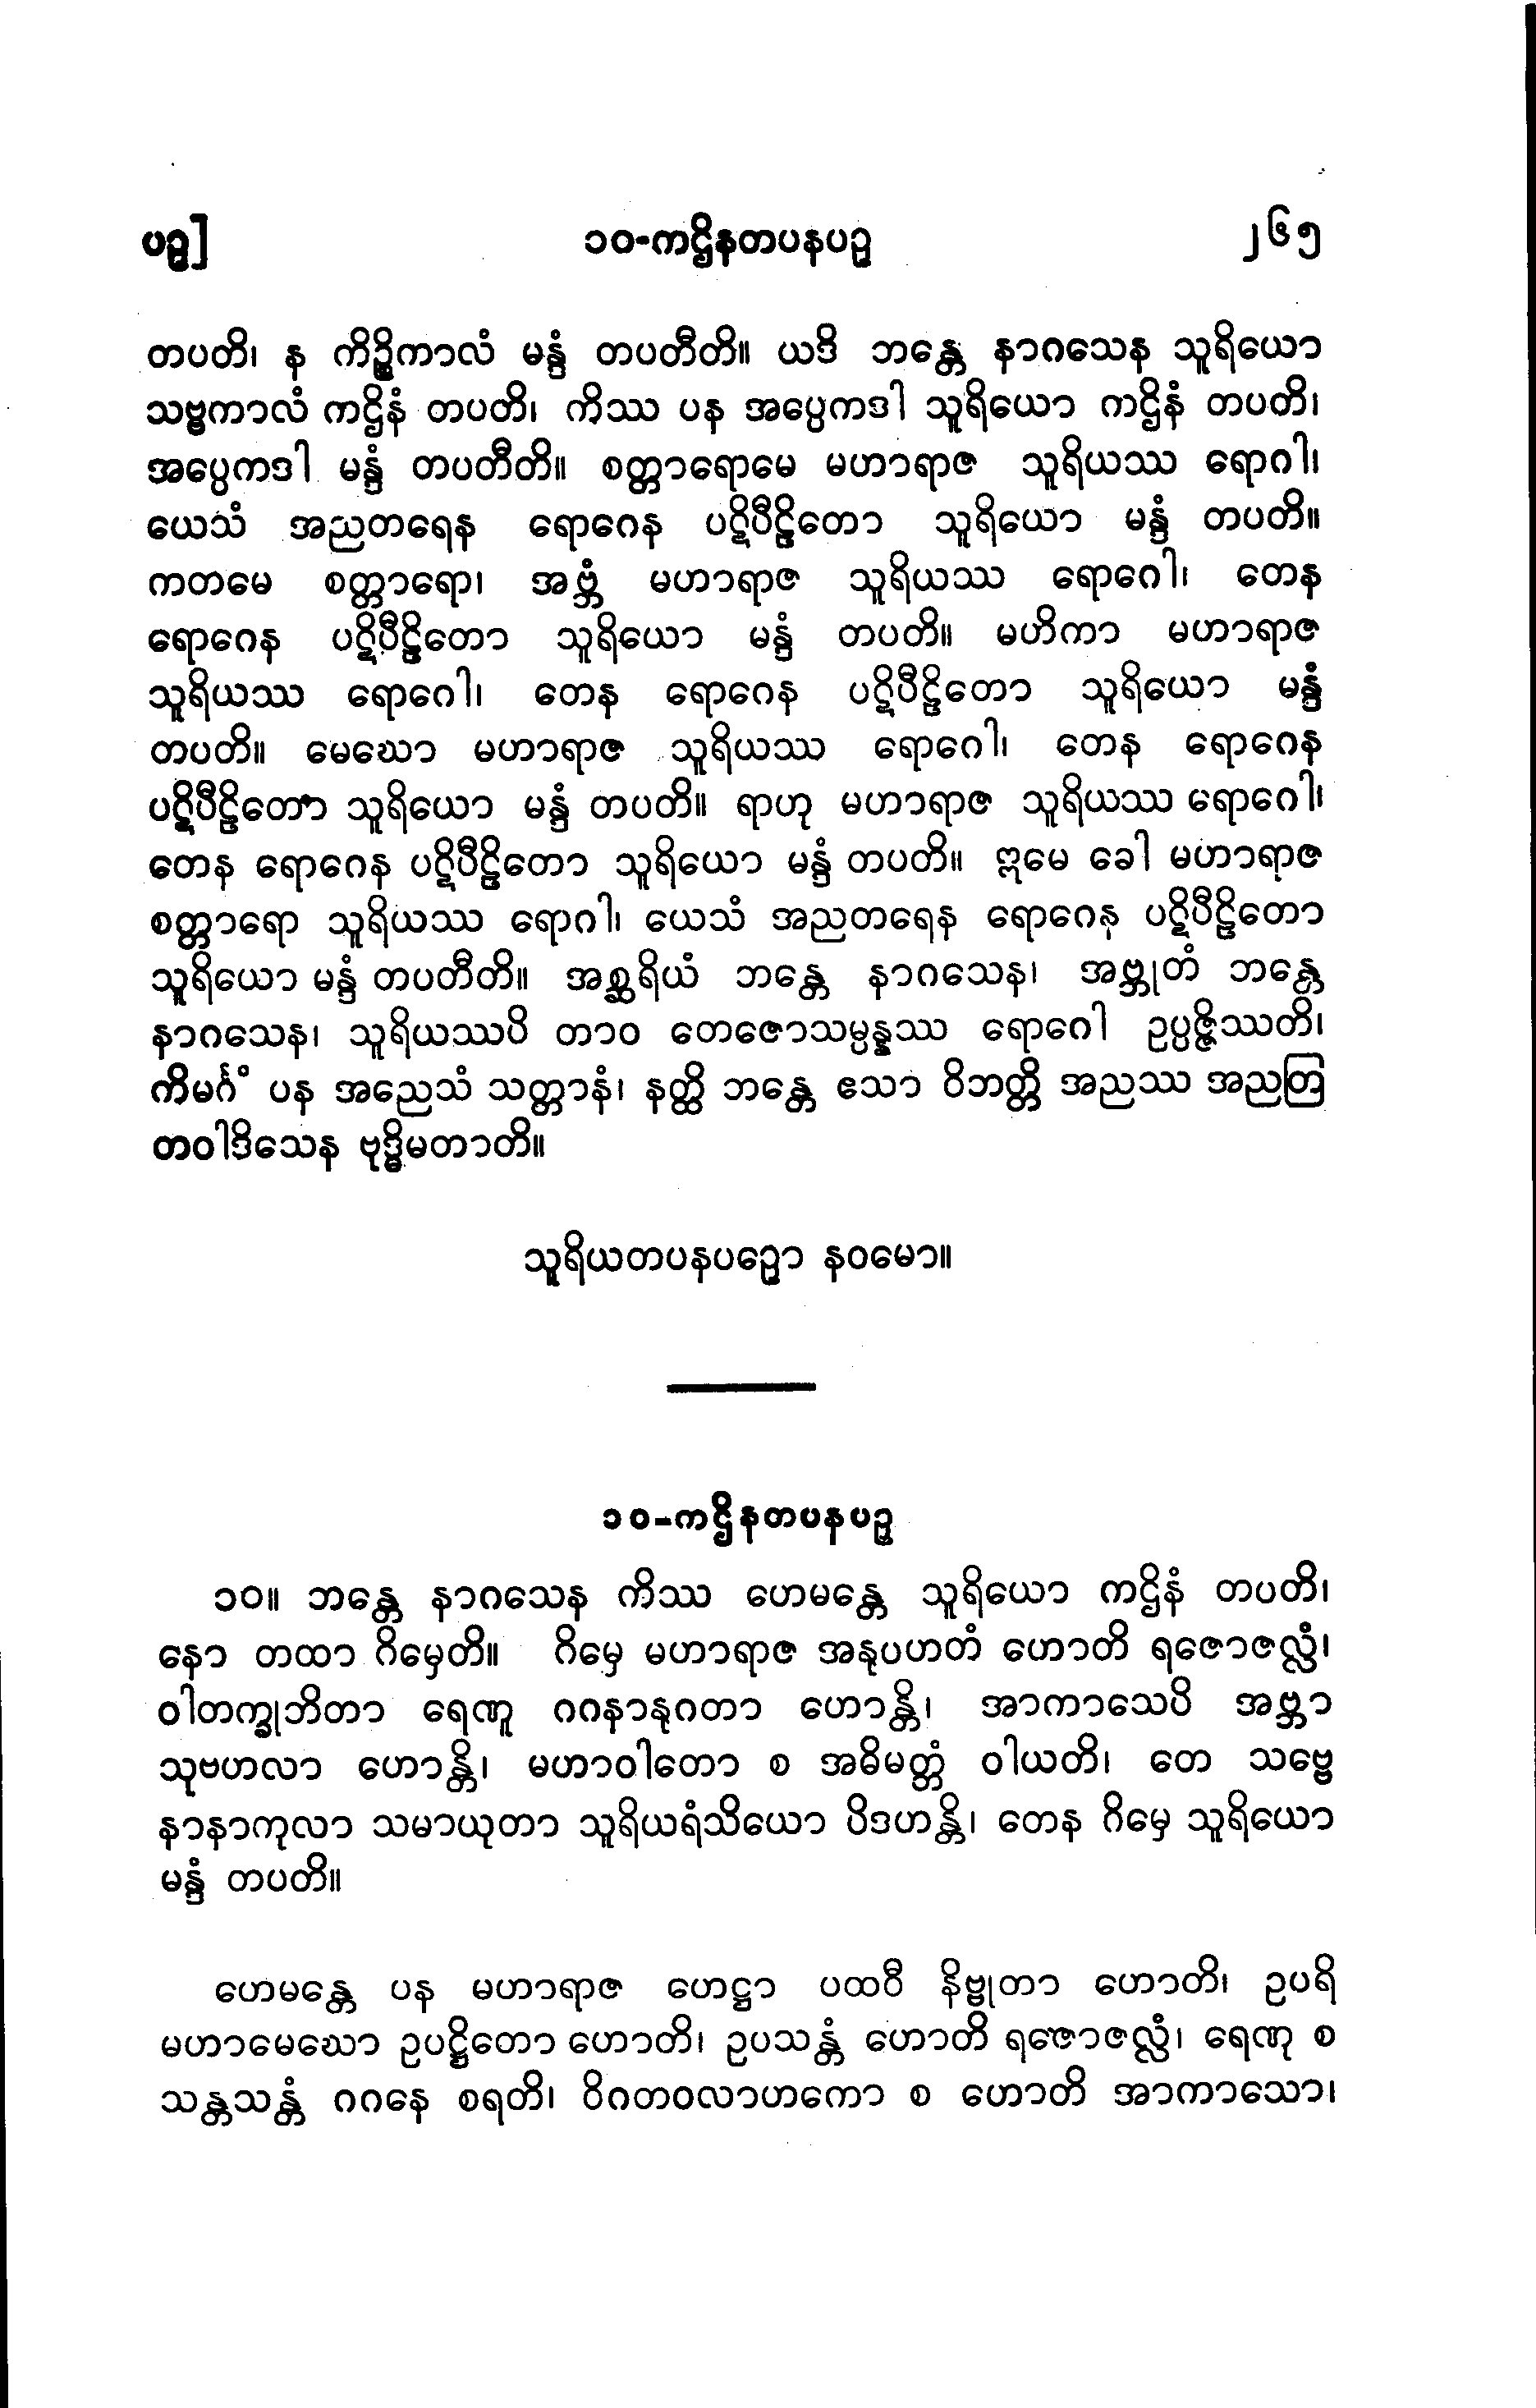 ပဉှ]
၁၀-ကဌိနတပနပဉှ
၂၆၅
တပတိ၊ န ကိဉ္စိကာလံ မန္ဒံ တပတီတိ။ ယဒိ ဘန္တေ နာဂသေန သူရိယော
သဗ္ဗကာလံ ကဌိနံ တပတိ၊ ကိဿ ပန အပ္ပေကဒါ သူရိယော ကဌိနံ တပတိ၊
အပ္ပေကဒါ မန္ဒံ တပတီတိ။ စတ္တာရောမေ မဟာရာဇ သူရိယဿ ရောဂါ၊
ယေသံ အညတရေန ရောဂေန ပဋိပီဠိတော သူရိယော မန္ဒံ တပတိ။
ကတမေ စတ္တာရော၊ အဗ္ဘံ မဟာရာဇ သူရိယဿ ရောဂေါ၊ တေန
ရောဂေန ပဋိပီဠိတော သူရိယော မန္ဒံ တပတိ။ မဟိကာ မဟာရာဇ
သူရိယဿ ရောဂေါ၊ တေန ရောဂေန ပဋိပီဠိတော သူရိယော မန္ဒံ
တပတိ။ မေဃော မဟာရာဇ သူရိယဿ ရောဂေါ၊ တေန ရောဂေန
ပဋိပီဠိတော သူရိယော မန္ဒံ တပတိ။ ရာဟု မဟာရာဇ သူရိယဿ ရောဂေါ၊
တေန ရောဂေန ပဋိပီဠိတော သူရိယော မန္ဒံ တပတိ။ ဣမေ ခေါ မဟာရာဇ
စတ္တာရော သူရိယဿ ရောဂါ၊ ယေသံ အညတရေန ရောဂေန ပဋိပီဠိတော
သူရိယော မန္ဒံ တပတီတိ။ အစ္ဆရိယံ ဘန္တေ နာဂသေန၊ အဗ္ဘုတံ ဘန္တေ
နာဂသေန၊ သူရိယဿပိ တာဝ တေဇောသမ္ပန္နဿ ရောဂေါ ဥပ္ပဇ္ဇိဿတိ၊
ကိမင်္ဂံ ပန အညေသံ သတ္တာနံ၊ နတ္ထိ ဘန္တေ ဧသာ ဝိဘတ္တိ အညဿ အညတြ
တဝါဒိသေန ဗုဒ္ဓိမတာတိ။
သူရိယတပနပဉှော နဝမော။
၁၀-ကဌိနတပနပဉှ
၁၀။ ဘန္တေ နာဂသေန ကိဿ ဟေမန္တေ သူရိယော ကဌိနံ တပတိ၊
နော တထာ ဂိမှေတိ။ ဂိမှေ မဟာရာဇ အနုပဟတံ ဟောတိ ရဇောဇလ္လံ၊
ဝါတက္ခုဘိတာ ရေဏူ ဂဂနာနုဂတာ ဟောန္တိ၊ အာကာသေပိ အဗ္ဘာ
သုဗဟလာ ဟောန္တိ၊ မဟာဝါတော စ အဓိမတ္တံ ဝါယတိ၊ တေ သဗ္ဗေ
နာနာကုလာ သမာယုတာ သူရိယရံသိယော ပိဒဟန္တိ၊ တေန ဂိမှေ သူရိယော
မန္ဒံ တပတိ။
ဟေမန္တေ ပန မဟာရာဇ ဟေဋ္ဌာ ပထဝီ နိဗ္ဗုတာ ဟောတိ၊ ဥပရိ
မဟာမေဃော ဥပဋ္ဌိတော ဟောတိ၊ ဥပသန္တံ ဟောတိ ရဇောဇလ္လံ၊ ရေဏု စ
သန္တသန္တံ ဂဂနေ စရတိ၊ ဝိဂတဝလာဟကော စ ဟောတိ အာကာသော၊